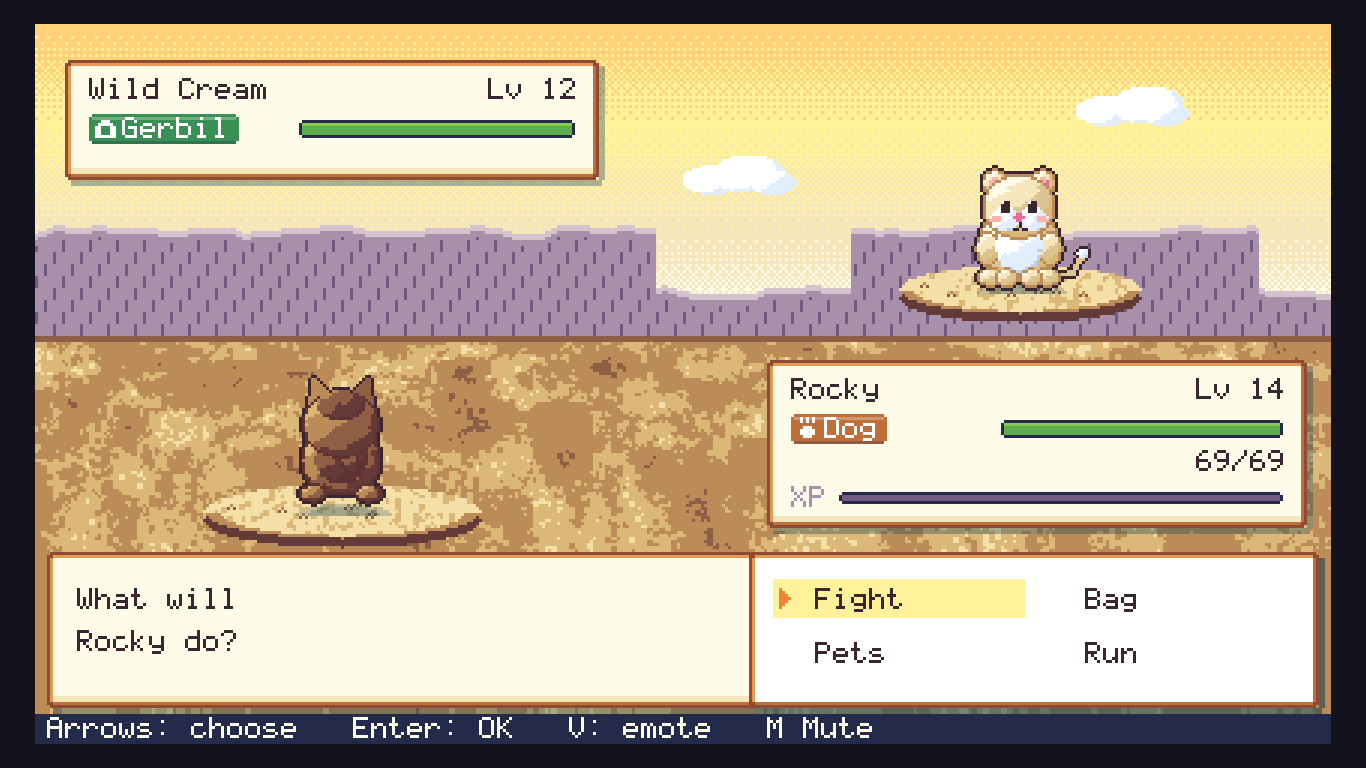 Wild Cream Lv 12
Gerbil
Rocky Lv 14
Dog
69/69
XP
What will
Rocky do?
Fight Bag
Pets Run
Arrows: choose Enter: OK V: emote M Mute